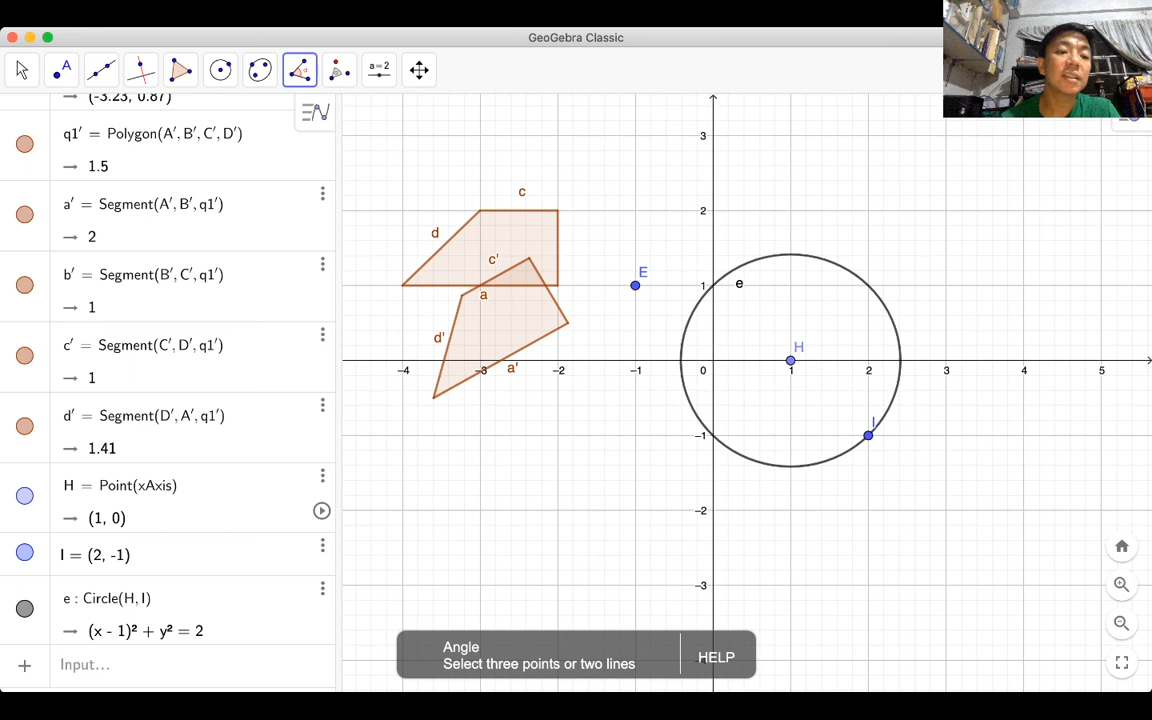 GeoGebra Classic
A
α
a=2
→ (-3.23, 0.87)
q1′ = Polygon(A′, B′, C′, D′)
→ 1.5
a′ = Segment(A′, B′, q1′)
→ 2
b′ = Segment(B′, C′, q1′)
→ 1
c′ = Segment(C′, D′, q1′)
→ 1
d′ = Segment(D′, A′, q1′)
→ 1.41
H = Point(xAxis)
→ (1, 0)
I = (2, -1)
e : Circle(H, I)
→ (x - 1)² + y² = 2
+ Input...
3
c
2
d
c'
E
a
1
e
d'
H
a'
-4 -3 -2 -1 0 1 2 3 4 5
I
-1
-2
-3
Angle
Select three points or two lines
HELP